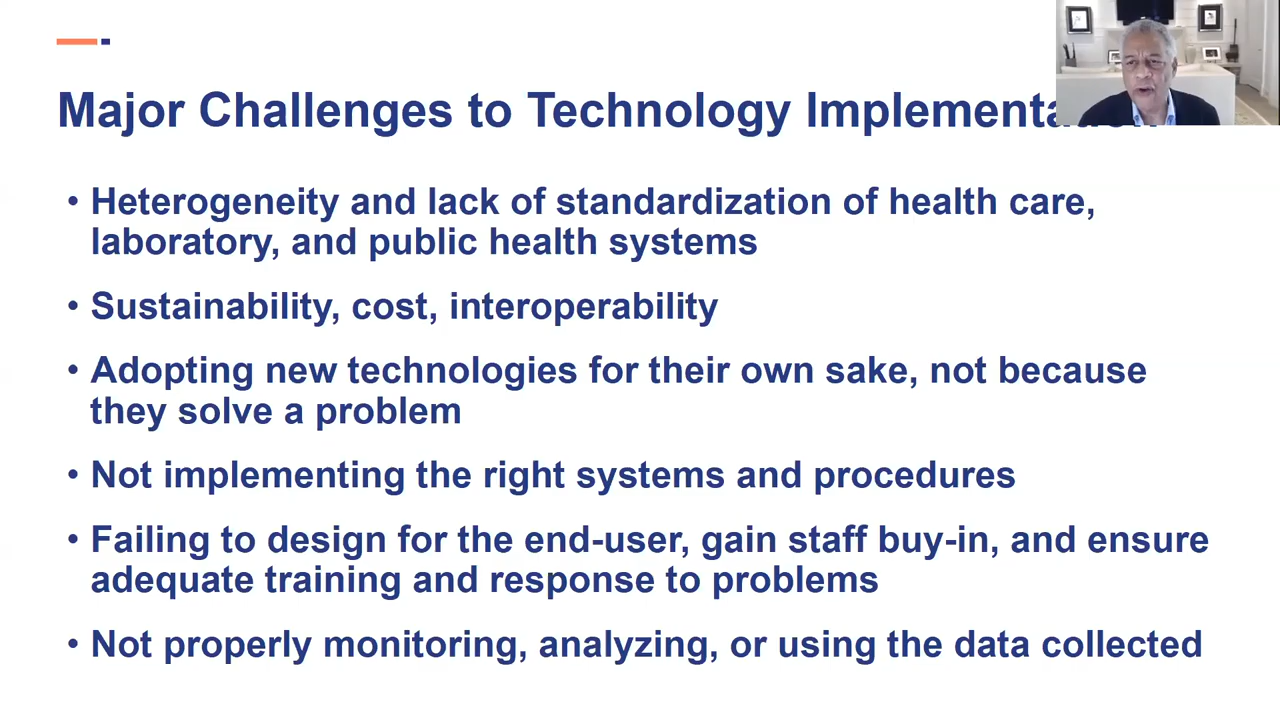 Major Challenges to Technology
• Heterogeneity and lack of standardization of health care,
laboratory, and public health systems
• Sustainability, cost, interoperability
• Adopting new technologies for their own sake, not because
they solve a problem
• Not implementing the right systems and procedures
• Failing to design for the end-user, gain staff buy-in, and ensure
adequate training and response to problems
• Not properly monitoring, analyzing, or using the data collected